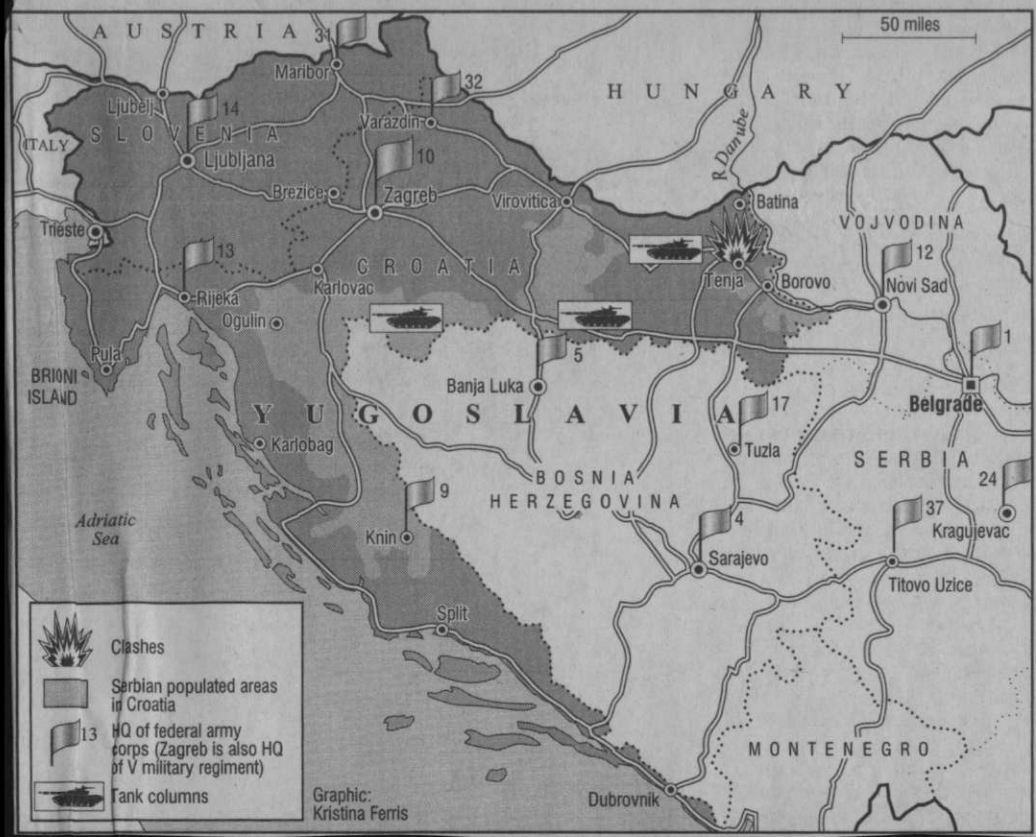 AUSTRIA
31
50 miles
Maribor
32
HUNGARY
Ljubelj
14
R Danube
ITALY
SLOVENIA
Varazdin
Ljubljana
10
Brezice
Zagreb
Virovitica
Batina
VOJVODINA
Trieste
13
CROATIA
12
Tenja
Borovo
Novi Sad
Karlovac
Rijeka
Ogulin
1
5
Pula
BRIONI
ISLAND
Banja Luka
Belgrade
YUGOSLAVIA
17
Karlobag
Tuzla
SERBIA
BOSNIA
HERZEGOVINA
24
9
4
37
Adriatic
Sea
Knin
Kragujevac
Sarajevo
Titovo Uzice
Split
Clashes
Serbian populated areas
in Croatia
13
HQ of federal army
corps (Zagreb is also HQ
of V military regiment)
Tank columns
MONTENEGRO
Dubrovnik
Graphic:
Kristina Ferris